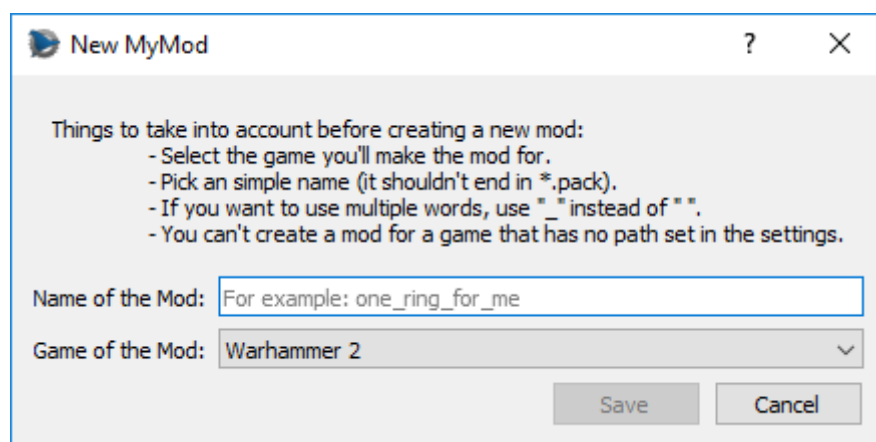 New MyMod
Things to take into account before creating a new mod:
- Select the game you'll make the mod for.
- Pick an simple name (it shouldn't end in *.pack).
- If you want to use multiple words, use "_" instead of " ".
- You can't create a mod for a game that has no path set in the settings.
Name of the Mod: For example: one_ring_for_me
Game of the Mod: Warhammer 2
Save Cancel